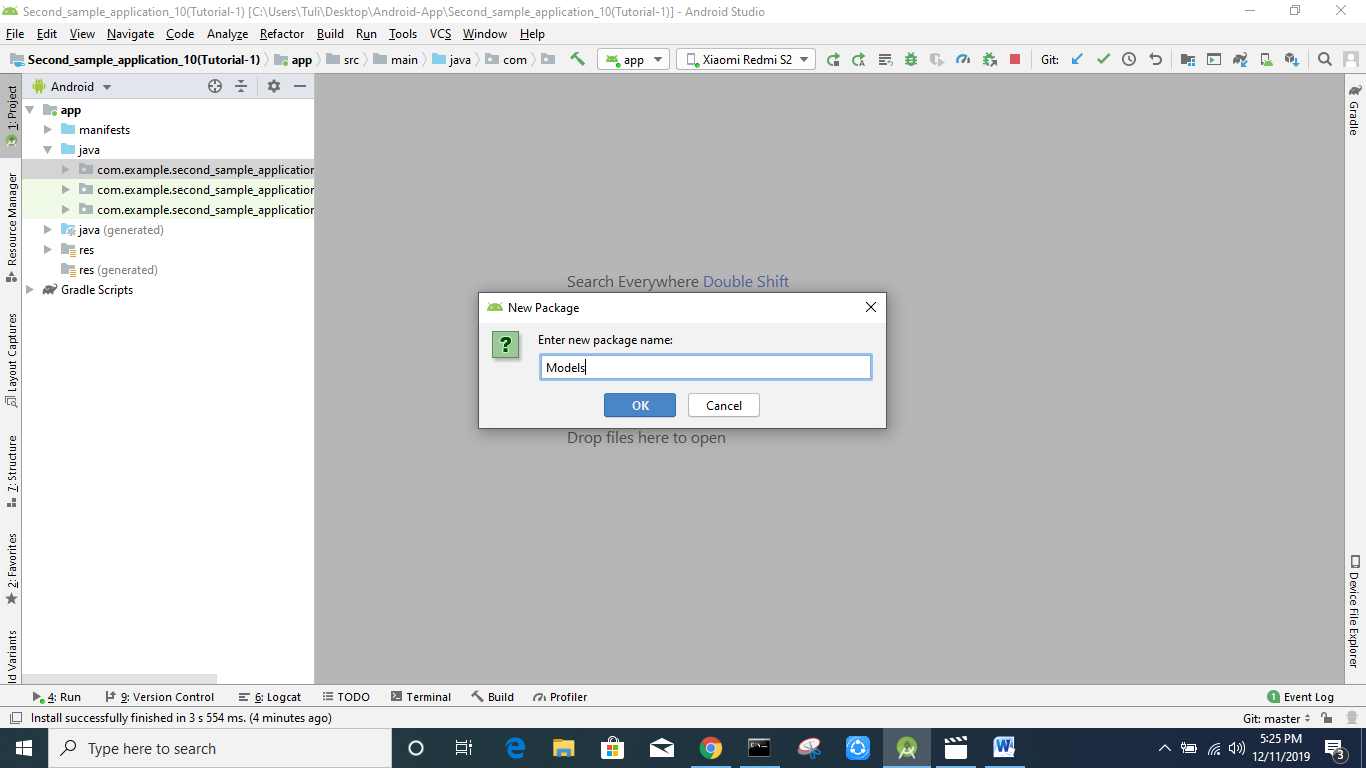 Second_sample_application_10(Tutorial-1) [C:\Users\Tuli\Desktop\Android-App\Second_sample_application_10(Tutorial-1)] - Android Studio
File Edit View Navigate Code Analyze Refactor Build Run Tools VCS Window Help
Second_sample_application_10(Tutorial-1) app src main java com app Xiaomi Redmi S2 Git:
Android
app
manifests
java
com.example.second_sample_application
com.example.second_sample_application
com.example.second_sample_application
java (generated)
res
res (generated)
Gradle Scripts
1: Project
Resource Manager
Layout Captures
7: Structure
2: Favorites
ld Variants
Search Everywhere Double Shift
New Package
?
Enter new package name:
Models
OK Cancel
Drop files here to open
Gradle
Device File Explorer
4: Run 9: Version Control 6: Logcat TODO Terminal Build Profiler 1 Event Log
Install successfully finished in 3 s 554 ms. (4 minutes ago) Git: master
Type here to search
5:25 PM
12/11/2019
3